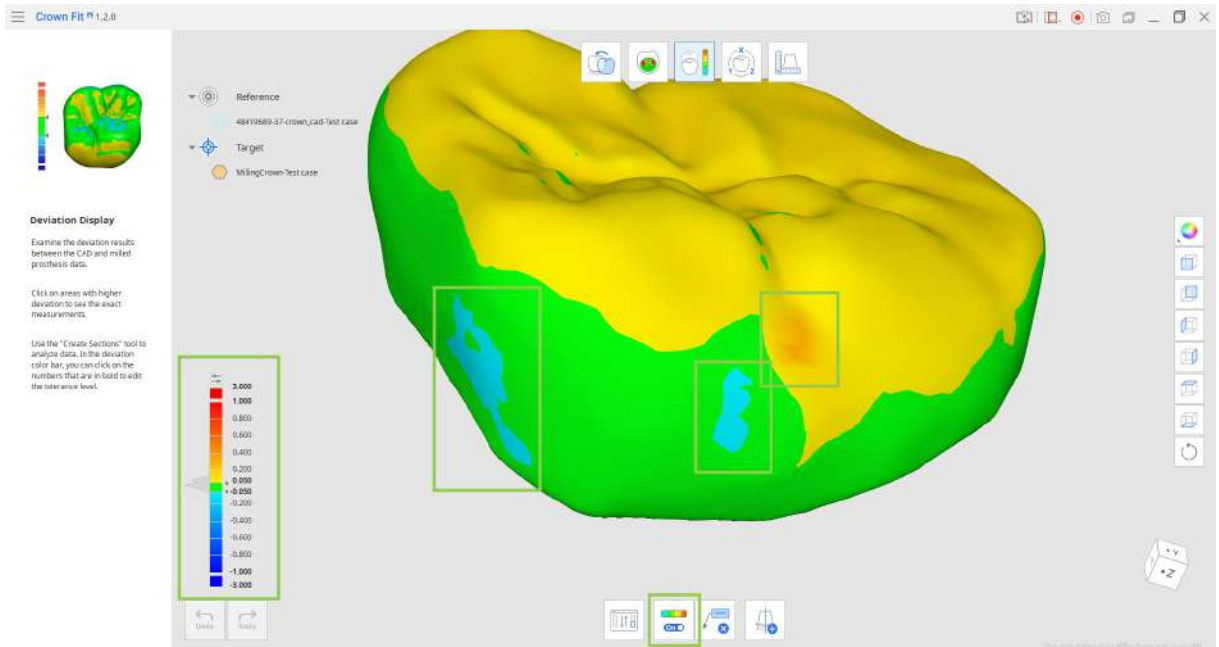 Crown Fit 1.2.0
Reference
48419689-37-crown_cad-Test case
Target
MillingCrown-Test case
Deviation Display
Examine the deviation results
between the CAD and milled
prosthesis data.
Click on areas with higher
deviation to see the exact
measurements.
Use the "Create Sections" tool to
analyze data. In the deviation
color bar, you can click on the
numbers that are in bold to edit
the tolerance level.
3.000
1.000
0.800
0.600
0.400
0.200
0.050
-0.050
-0.200
-0.400
-0.600
-0.800
-1.000
-3.000
Undo
Redo
On
X
Y
Z
+Y
+Z